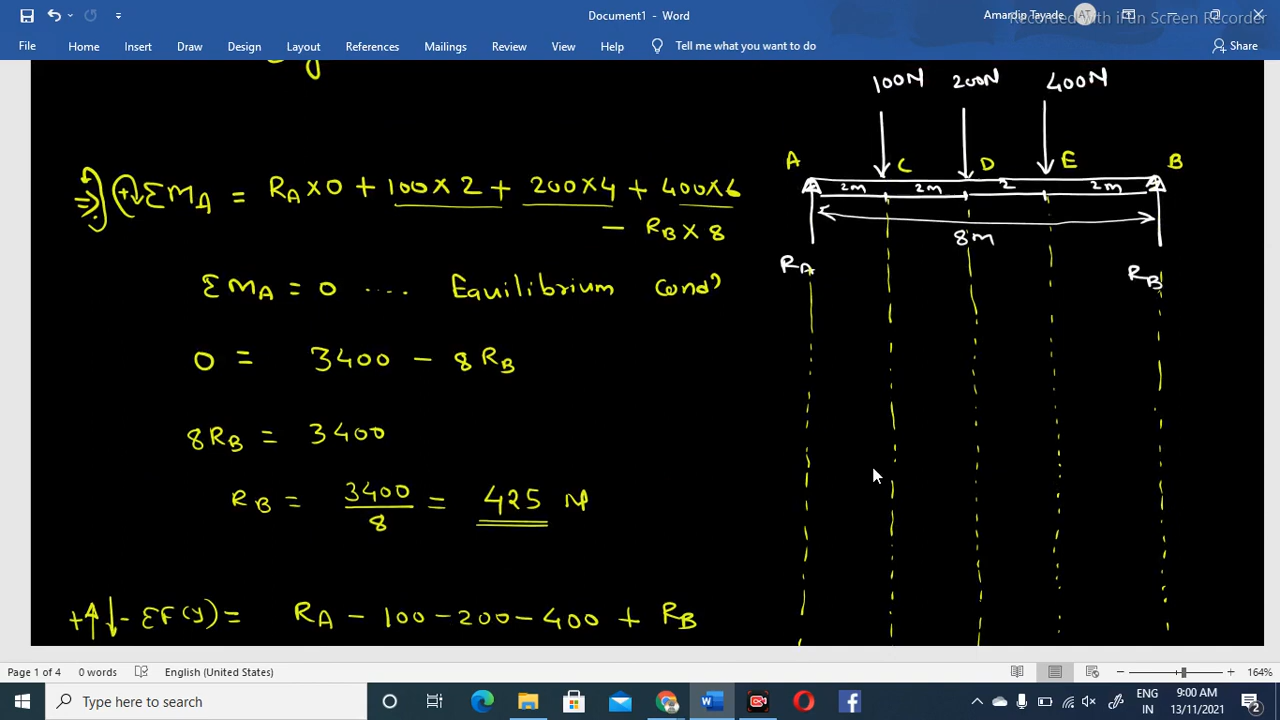 Document1 - Word
Amardip Tayade AT
Recorded with iFun Screen Recorder
File Home Insert Draw Design Layout References Mailings Review View Help Tell me what you want to do Share
100N 200N 400N
A C D E B
2m 2m 2 2m
8m
RA RB
+ ΣMA = RA×0 + 100×2 + 200×4 + 400×6
- RB×8
ΣMA = 0 .... Equilibrium condⁿ
0 = 3400 - 8RB
8RB = 3400
RB = 3400/8 = 425 N
+↑↓- ΣF(y) = RA - 100 - 200 - 400 + RB
Page 1 of 4 0 words English (United States) 164%
Type here to search
ENG
IN
9:00 AM
13/11/2021
2